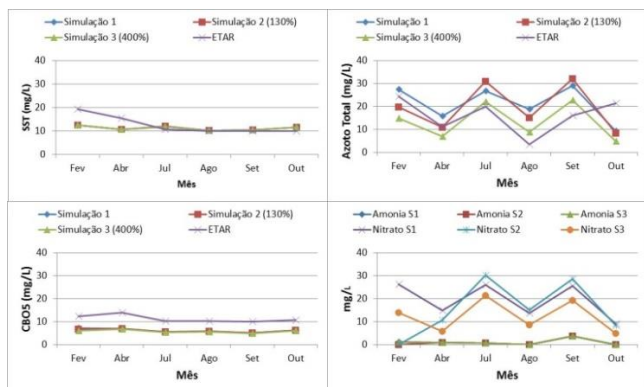 Simulação 1
Simulação 2 (130%)
Simulação 3 (400%)
ETAR
SST (mg/L)
40
30
20
10
0
Fev Abr Jul Ago Set Out
Mês
Simulação 1
Simulação 2 (130%)
Simulação 3 (400%)
ETAR
Azoto Total (mg/L)
40
30
20
10
0
Fev Abr Jul Ago Set Out
Mês
Simulação 1
Simulação 2 (130%)
Simulação 3 (400%)
ETAR
CBO5 (mg/L)
40
30
20
10
0
Fev Abr Jul Ago Set Out
Mês
Amonia S1 Amonia S2 Amonia S3
Nitrato S1 Nitrato S2 Nitrato S3
mg/L
40
30
20
10
0
Fev Abr Jul Ago Set Out
Mês